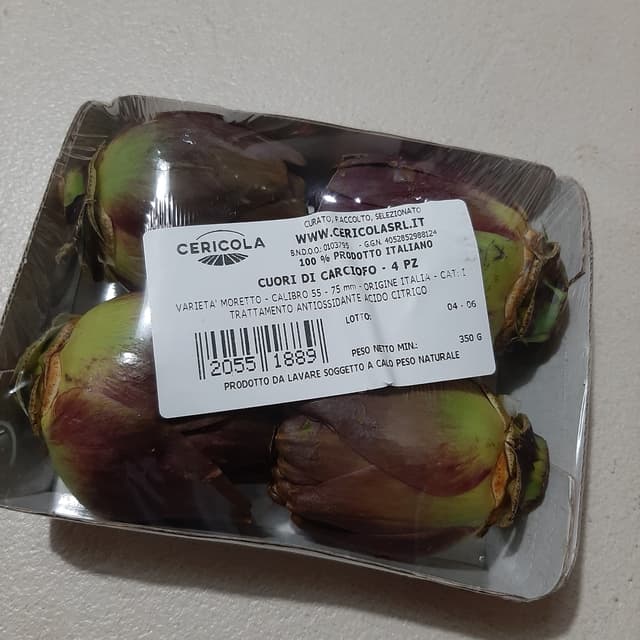 CERICOLA
CURATO, RACCOLTO, SELEZIONATO
WWW.CERICOLASRL.IT
B.N.D.O.O. 0103795 - G.G.N. 4052852988124
100 % PRODOTTO ITALIANO
CUORI DI CARCIOFO - 4 PZ
VARIETA' MORETTO - CALIBRO 55 - 75 mm - ORIGINE ITALIA - CAT: I
TRATTAMENTO ANTIOSSIDANTE ACIDO CITRICO
LOTTO: 04 - 06
2055 1889
PESO NETTO MIN: 350 G
PRODOTTO DA LAVARE SOGGETTO A CALO PESO NATURALE